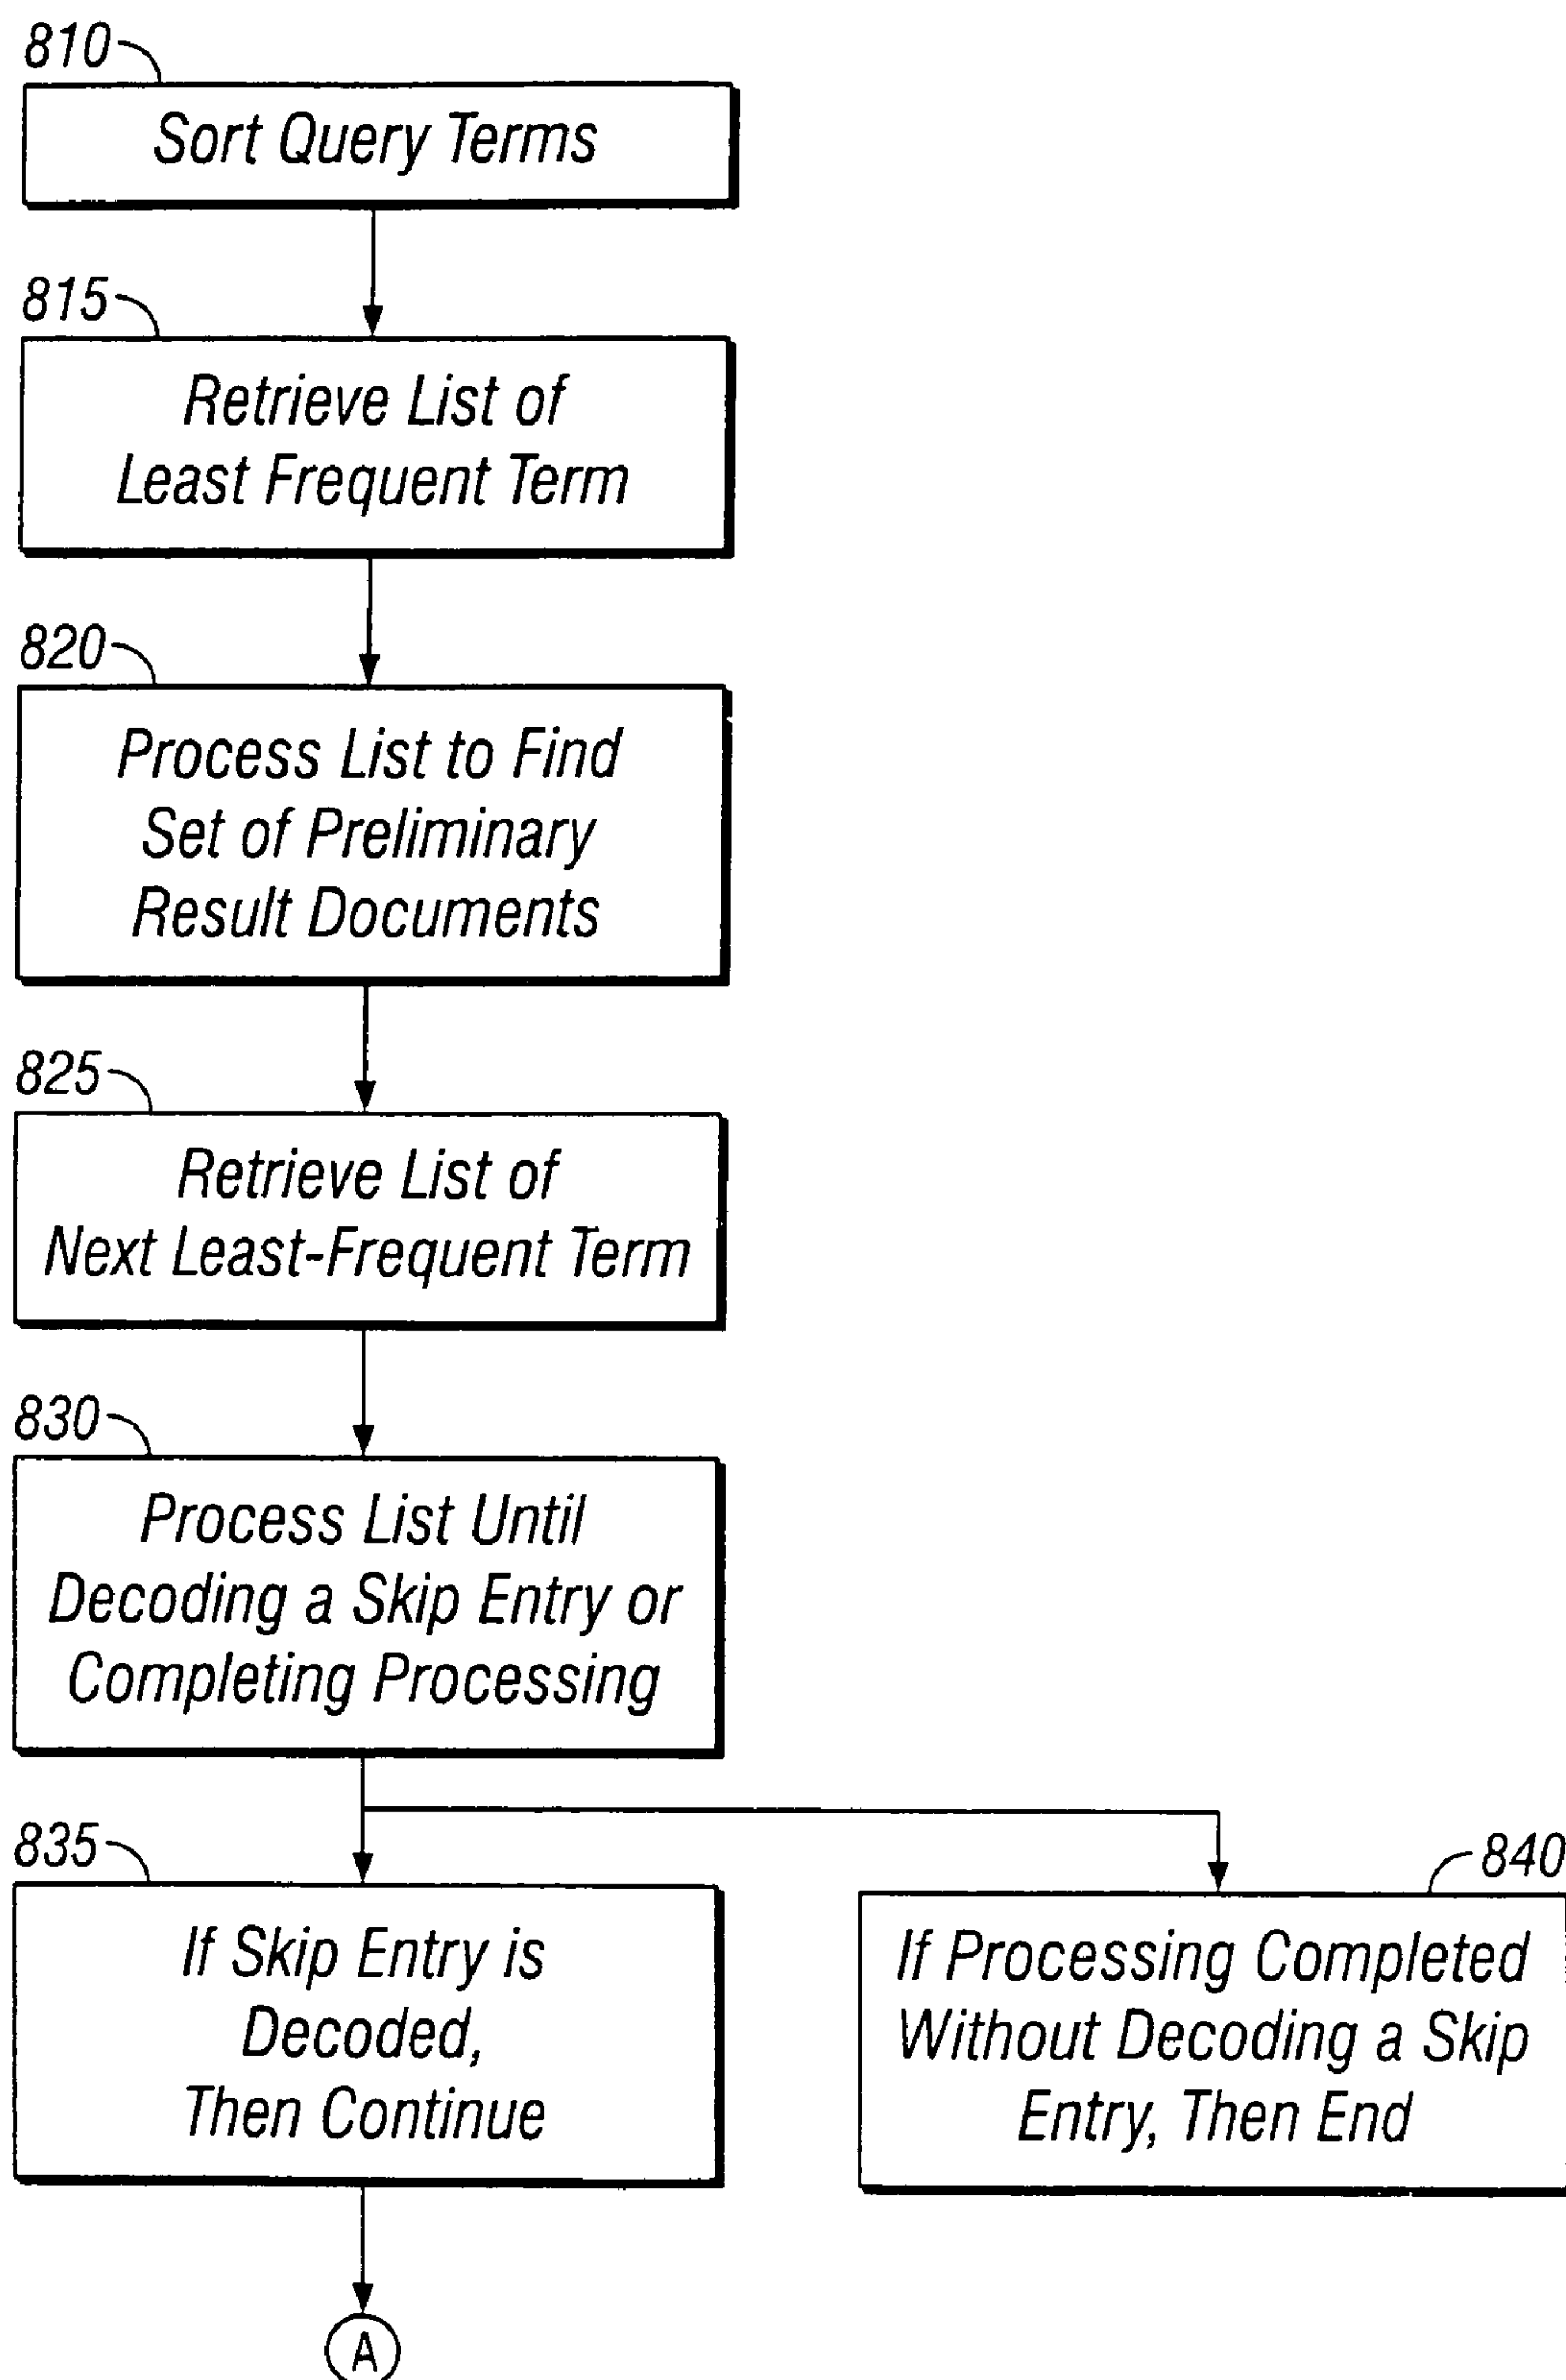 810
Sort Query Terms
815
Retrieve List of
Least Frequent Term
820
Process List to Find
Set of Preliminary
Result Documents
825
Retrieve List of
Next Least-Frequent Term
830
Process List Until
Decoding a Skip Entry or
Completing Processing
835
If Skip Entry is
Decoded,
Then Continue
840
If Processing Completed
Without Decoding a Skip
Entry, Then End
A